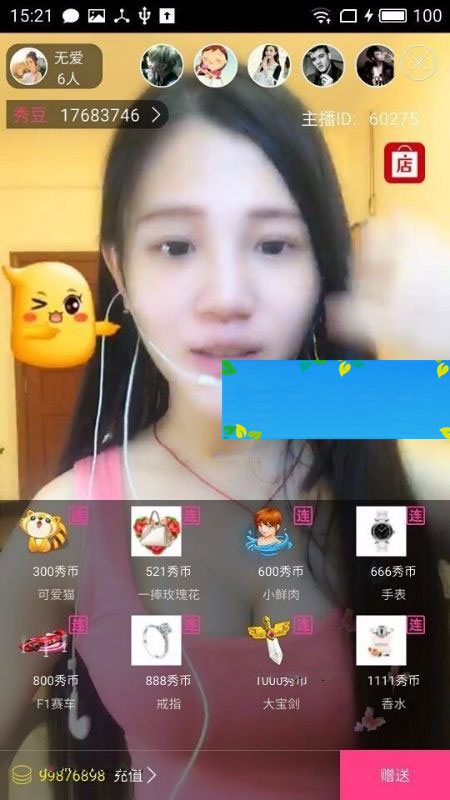 15:21
100
无爱
6人
秀豆 17683746
主播ID: 60275
店
连 连 连 连
300秀币 521秀币 600秀币 666秀币
可爱猫 一捧玫瑰花 小鲜肉 手表
连 连 连 连
800秀币 888秀币 1000秀币 1111秀币
F1赛车 戒指 大宝剑 香水
99876898 充值
赠送